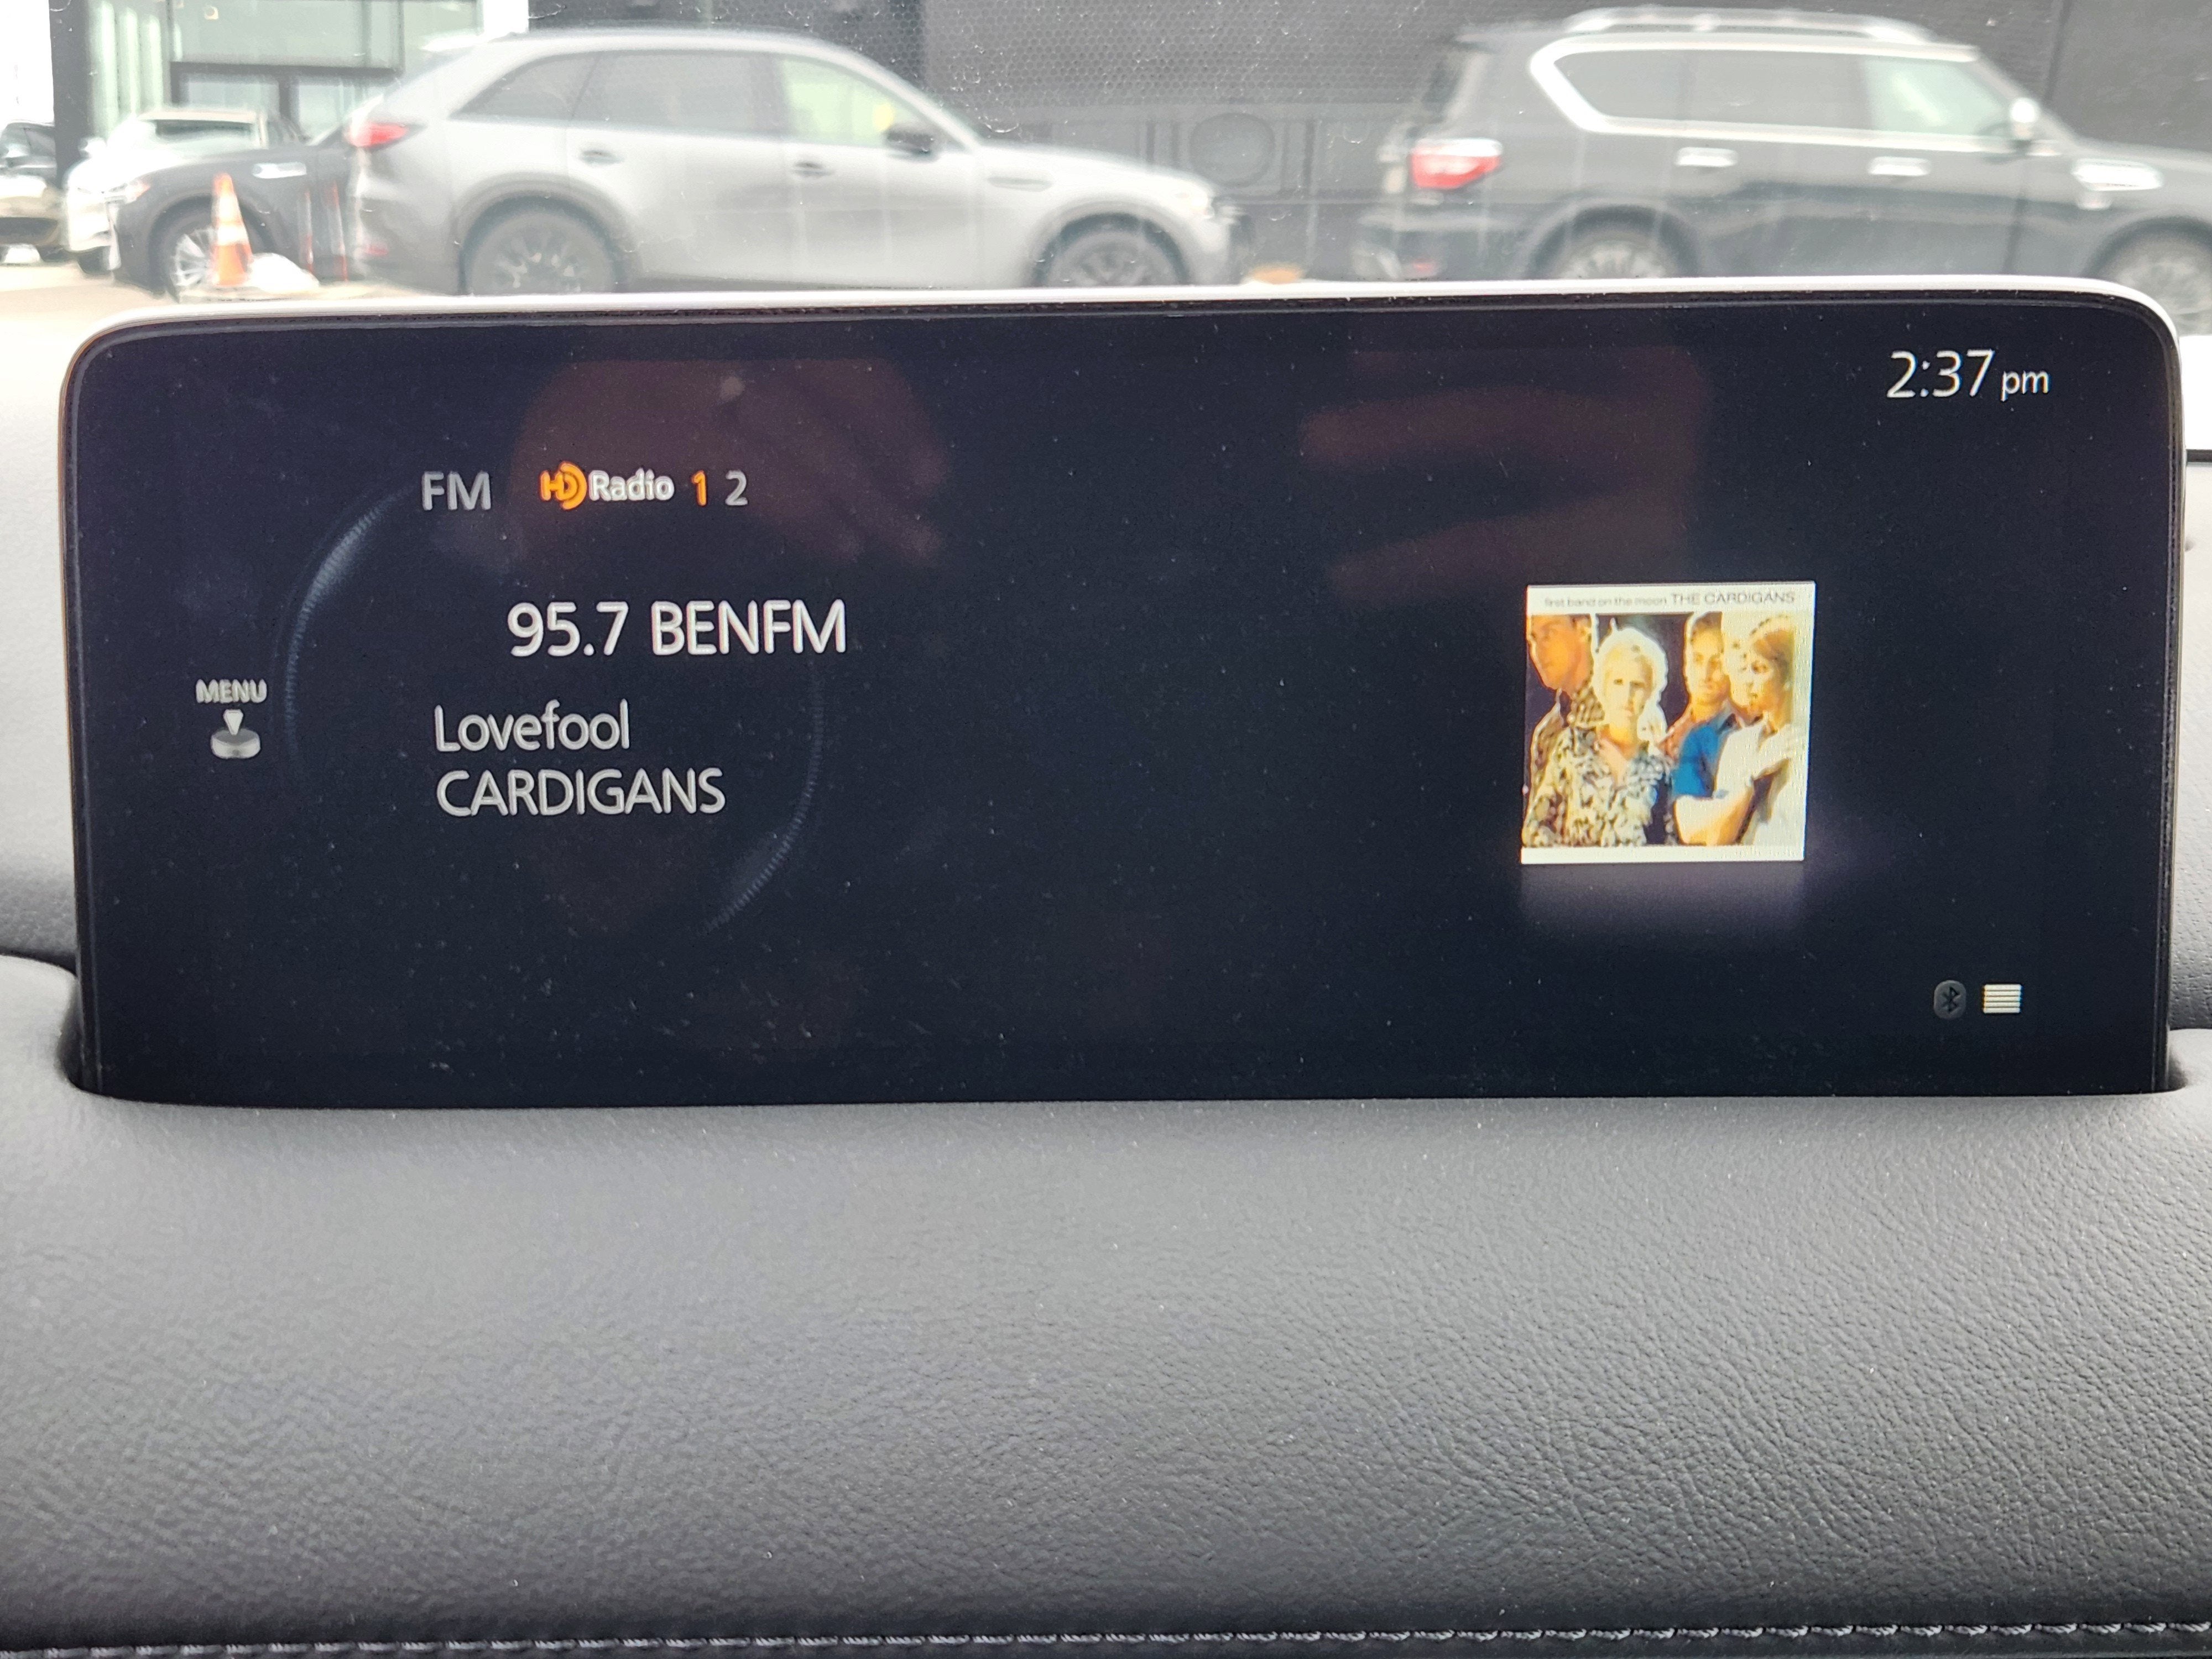 2:37 pm
FM HD Radio 1 2
95.7 BENFM
MENU
Lovefool
CARDIGANS
first band on the moon THE CARDIGANS